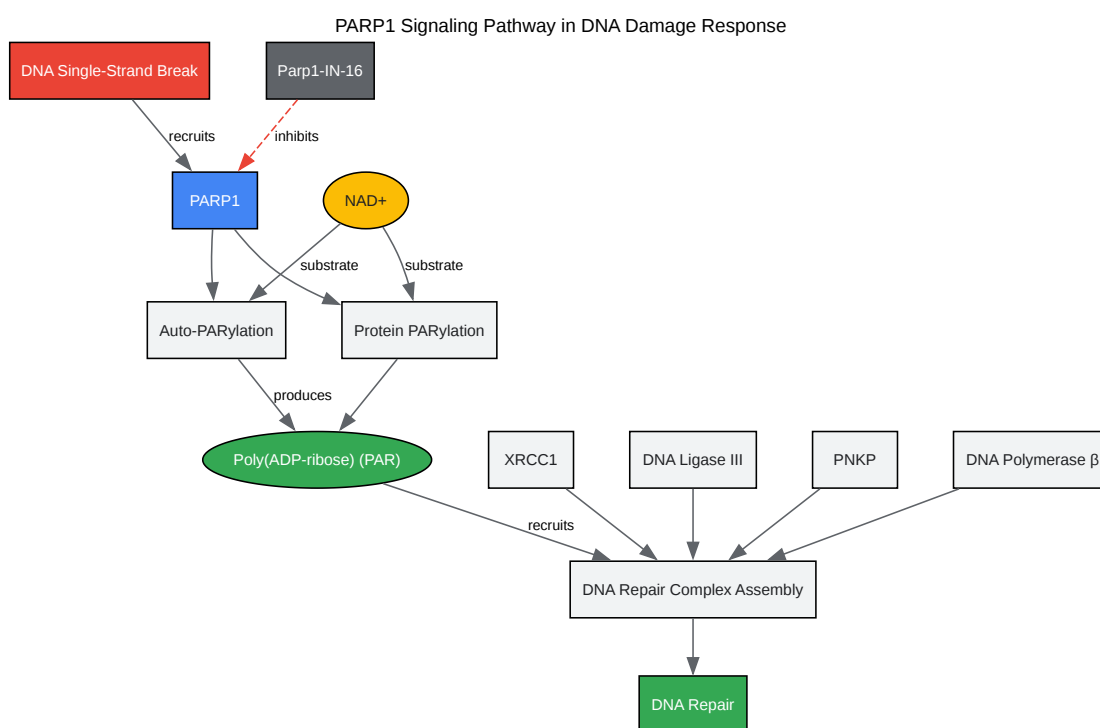 PARP1 Signaling Pathway in DNA Damage Response
DNA Single-Strand Break
Parp1-IN-16
recruits
inhibits
PARP1
NAD+
substrate
substrate
Auto-PARylation
Protein PARylation
produces
Poly(ADP-ribose) (PAR)
XRCC1
DNA Ligase III
PNKP
DNA Polymerase β
recruits
DNA Repair Complex Assembly
DNA Repair